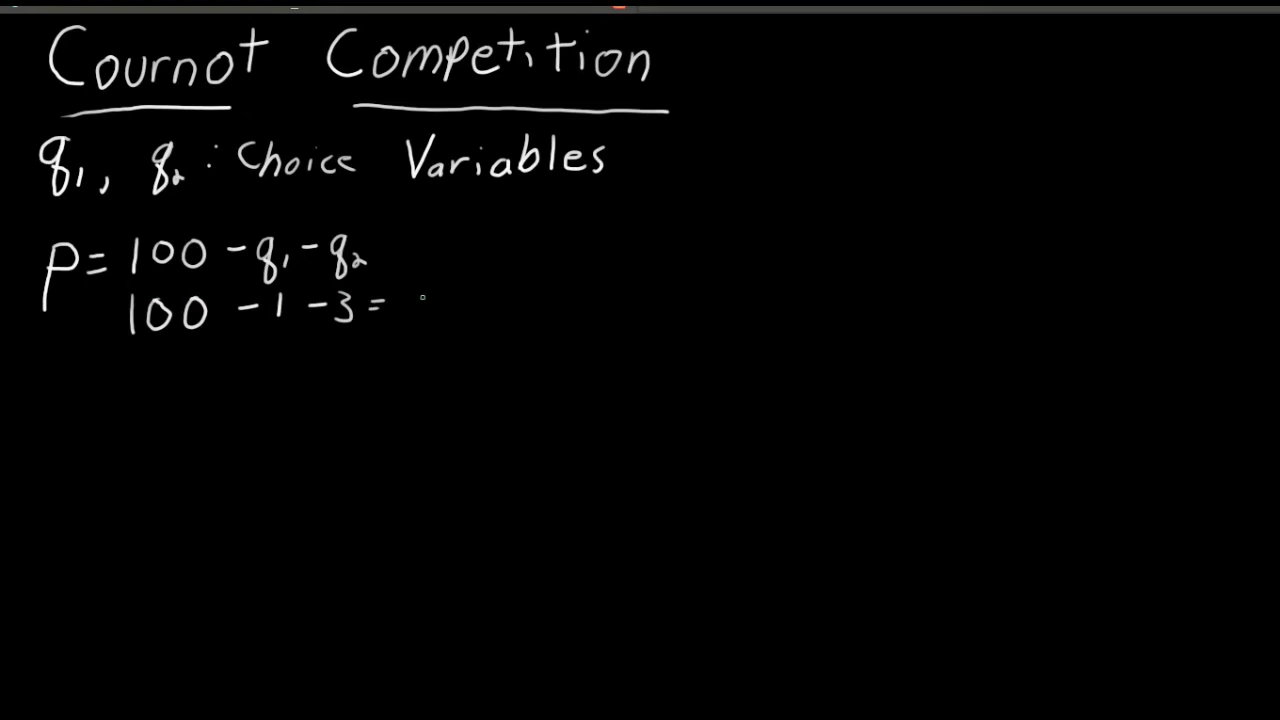 Cournot Competition
q₁, q₂ : Choice Variables
P = 100 - q₁ - q₂
100 - 1 - 3 =